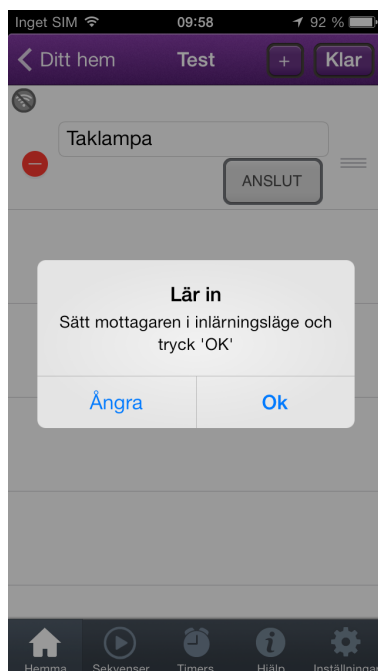 Inget SIM 09:58 92 %
Ditt hem Test + Klar
Taklampa
ANSLUT
Lär in
Sätt mottagaren i inlärningsläge och
tryck 'OK'
Ångra Ok
Hemma Sekvenser Timers Hjälp Inställningar